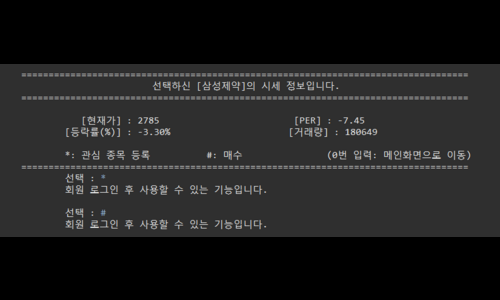 ================================================================================
선택하신 [삼성제약]의 시세 정보입니다.
================================================================================
[현재가] : 2785 [PER] : -7.45
[등락률(%)] : -3.30% [거래량] : 180649
*: 관심 종목 등록 #: 매수 (0번 입력: 메인화면으로 이동)
================================================================================
선택 : *
회원 로그인 후 사용할 수 있는 기능입니다.
선택 : #
회원 로그인 후 사용할 수 있는 기능입니다.